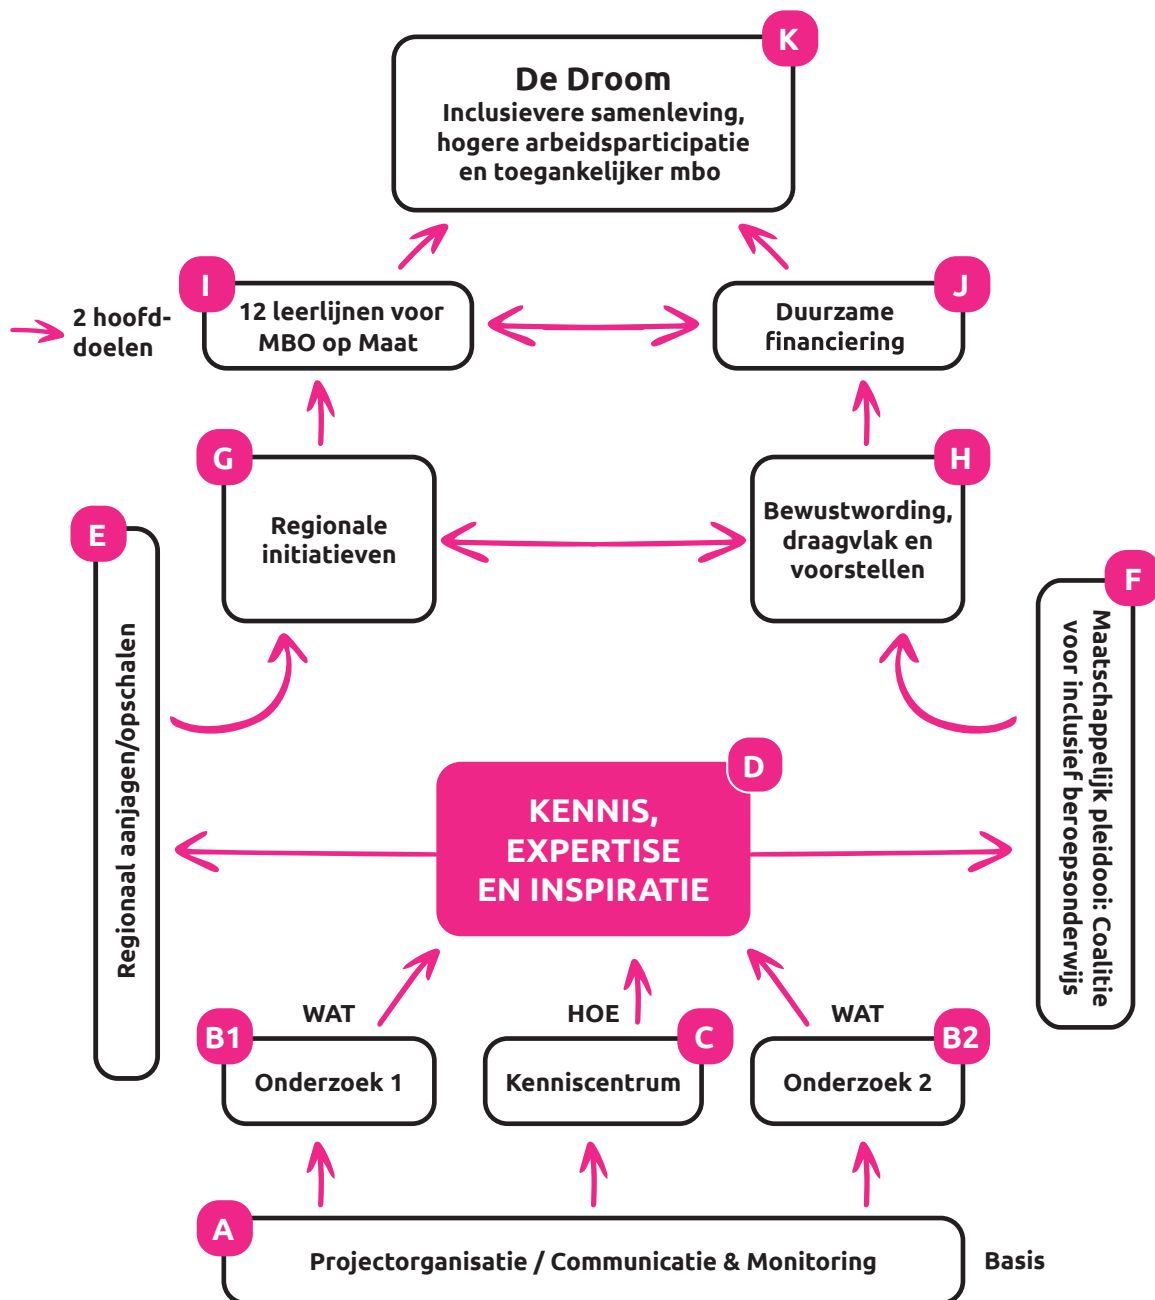 K
De Droom
Inclusievere samenleving,
hogere arbeidsparticipatie
en toegankelijker mbo
2 hoofd-
doelen
I
12 leerlijnen voor
MBO op Maat
J
Duurzame
financiering
G
Regionale
initiatieven
H
Bewustwording,
draagvlak en
voorstellen
E
Regionaal aanjagen/opschalen
F
Maatschappelijk pleidooi: Coalitie
voor inclusief beroepsonderwijs
D
KENNIS,
EXPERTISE
EN INSPIRATIE
WAT
HOE
WAT
B1
Onderzoek 1
C
Kenniscentrum
B2
Onderzoek 2
A
Projectorganisatie / Communicatie & Monitoring
Basis